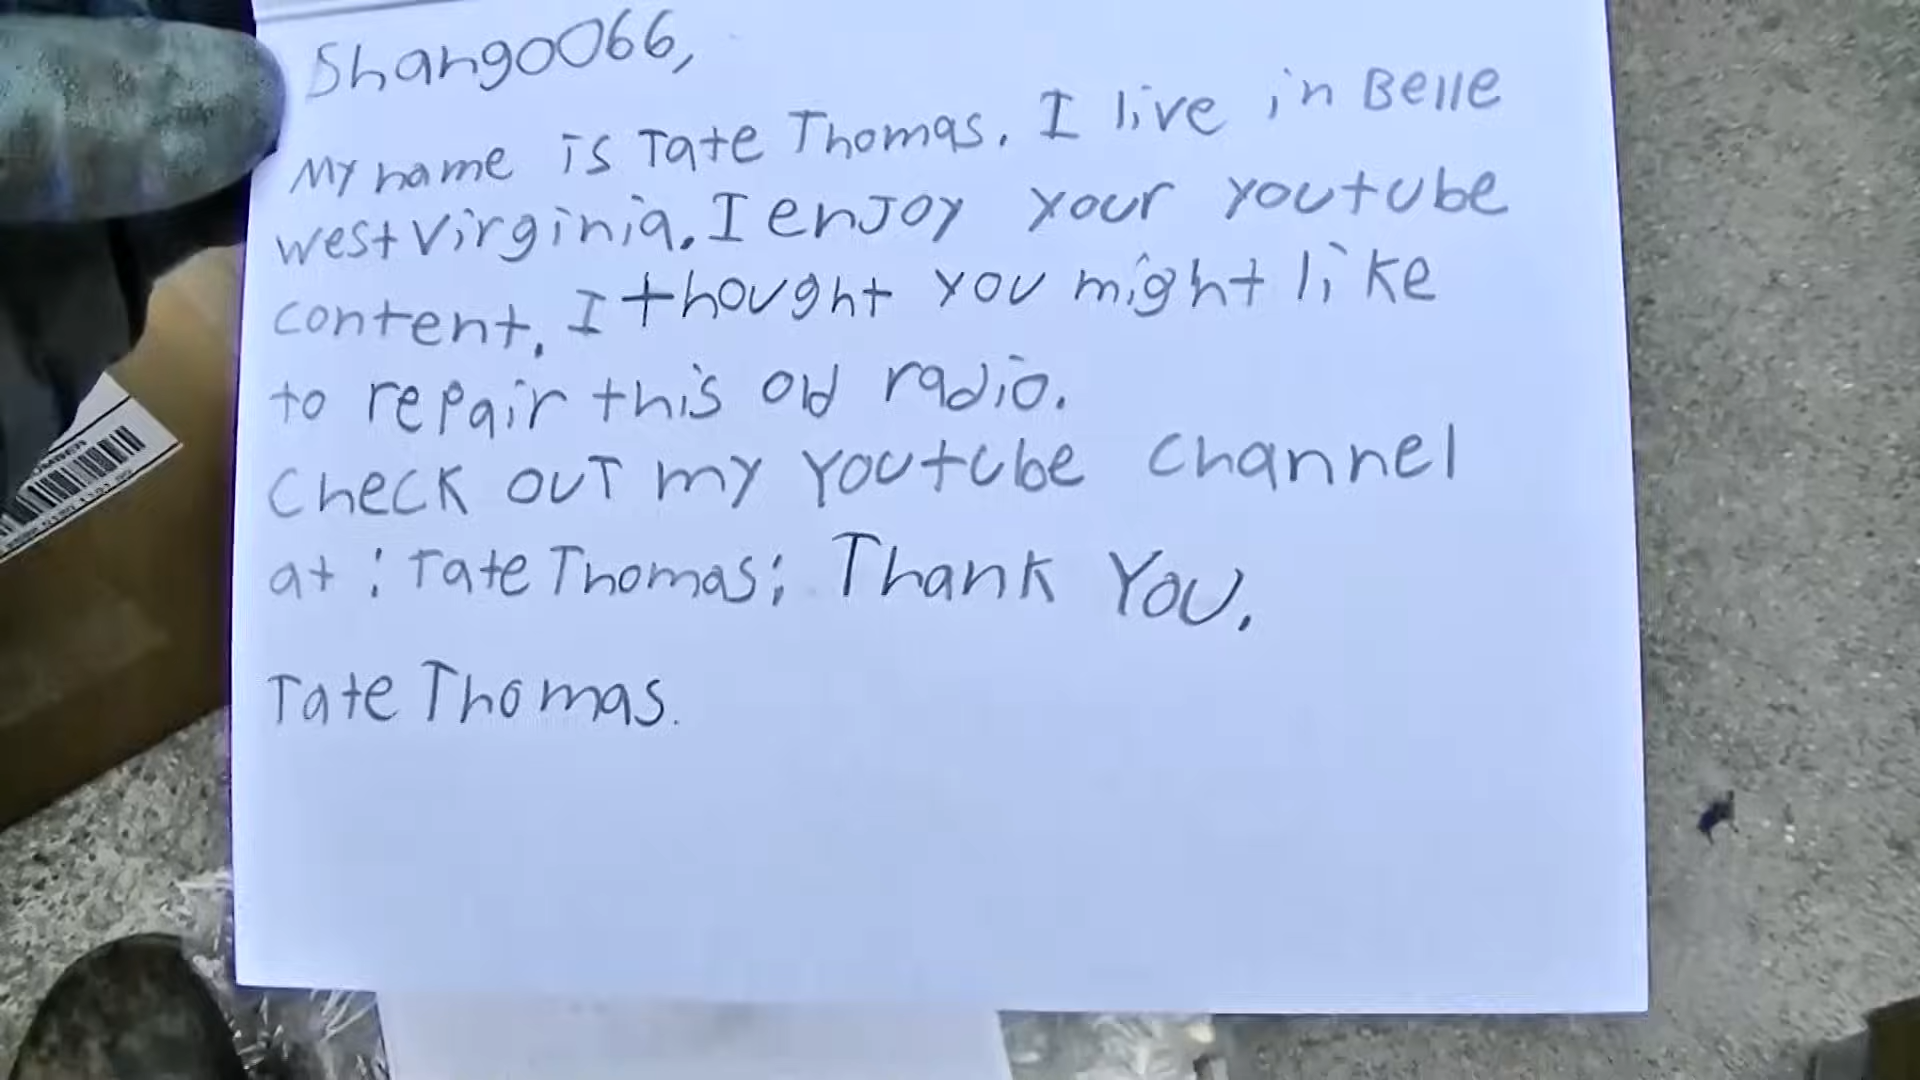 Shango066,
My name is Tate Thomas. I live in Belle
west Virginia. I enjoy your youtube
content. I thought you might like
to repair this old radio.
Check out my Youtube channel
at : Tate Thomas; Thank You.
Tate Thomas.